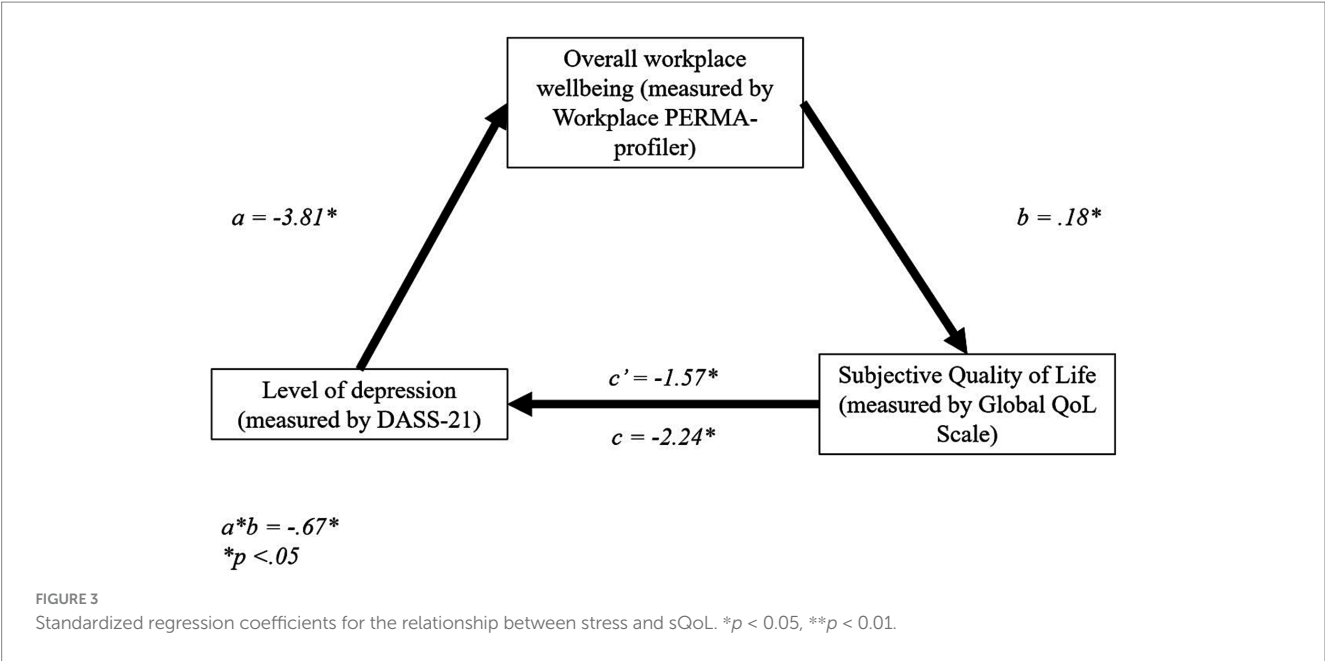 Overall workplace
wellbeing (measured by
Workplace PERMA-
profiler)
a = -3.81*
b = .18*
Level of depression
(measured by DASS-21)
c’ = -1.57*
c = -2.24*
Subjective Quality of Life
(measured by Global QoL
Scale)
a*b = -.67*
*p <.05
FIGURE 3
Standardized regression coefficients for the relationship between stress and sQoL. *p < 0.05, **p < 0.01.